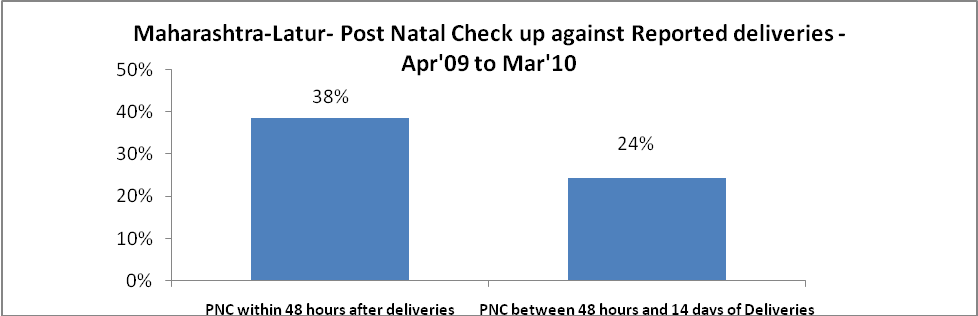 Maharashtra-Latur- Post Natal Check up against Reported deliveries -
Apr'09 to Mar'10
50%
40%
30%
20%
10%
0%
38%
24%
PNC within 48 hours after deliveries
PNC between 48 hours and 14 days of Deliveries